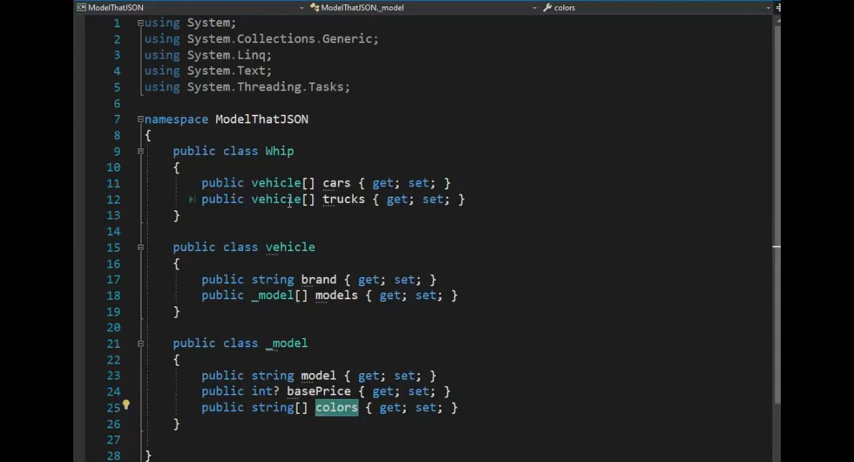 ModelThatJSON ModelThatJSON._model colors
1 using System;
2 using System.Collections.Generic;
3 using System.Linq;
4 using System.Text;
5 using System.Threading.Tasks;
6
7 namespace ModelThatJSON
8 {
9 public class Whip
10 {
11 public vehicle[] cars { get; set; }
12 public vehicle[] trucks { get; set; }
13 }
14
15 public class vehicle
16 {
17 public string brand { get; set; }
18 public _model[] models { get; set; }
19 }
20
21 public class _model
22 {
23 public string model { get; set; }
24 public int? basePrice { get; set; }
25 public string[] colors { get; set; }
26 }
27
28 }